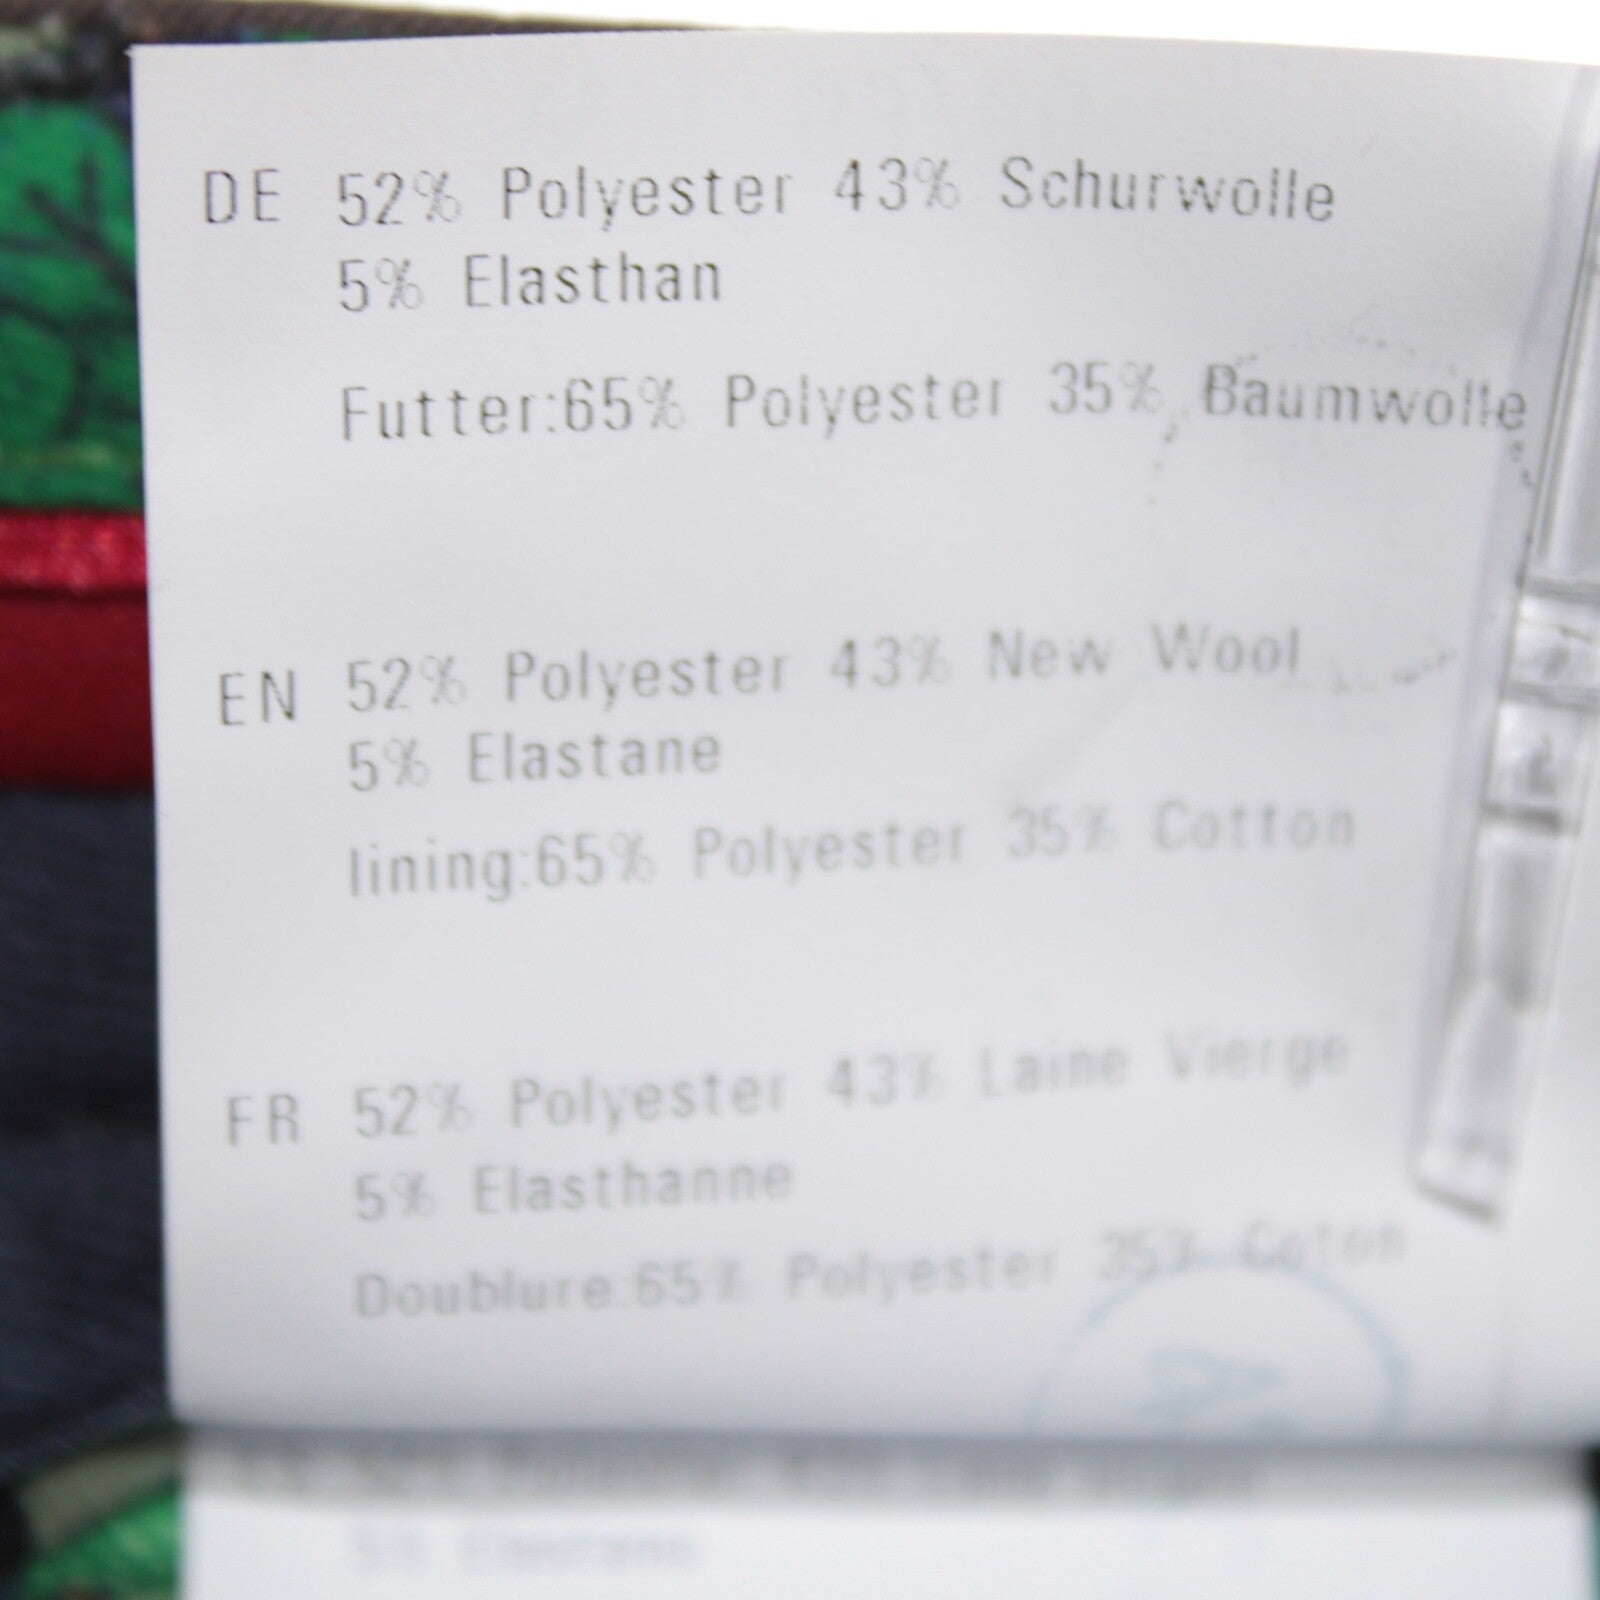 DE 52% Polyester 43% Schurwolle
5% Elasthan
Futter:65% Polyester 35% Baumwolle
EN 52% Polyester 43% New Wool
5% Elastane
lining:65% Polyester 35% Cotton
FR 52% Polyester 43% Laine Vierge
5% Elasthanne
Doublure:65% Polyester 35% Coton